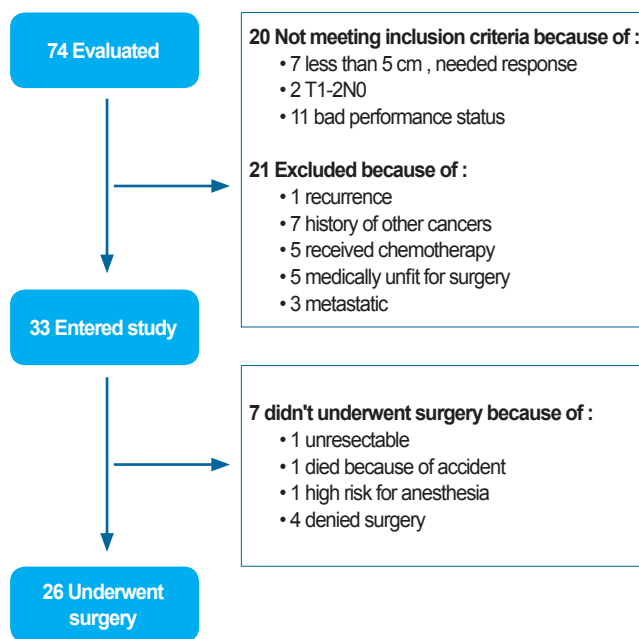 74 Evaluated
20 Not meeting inclusion criteria because of :
• 7 less than 5 cm , needed response
• 2 T1-2N0
• 11 bad performance status
21 Excluded because of :
• 1 recurrence
• 7 history of other cancers
• 5 received chemotherapy
• 5 medically unfit for surgery
• 3 metastatic
33 Entered study
7 didn't underwent surgery because of :
• 1 unresectable
• 1 died because of accident
• 1 high risk for anesthesia
• 4 denied surgery
26 Underwent
surgery